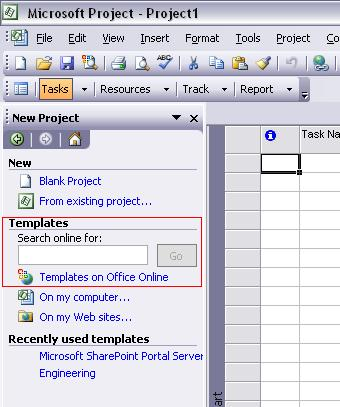 Microsoft Project - Project1
File Edit View Insert Format Tools Project
ABC
Tasks Resources Track Report
New Project
Task Na
New
Blank Project
From existing project...
Templates
Search online for:
Go
Templates on Office Online
On my computer...
On my Web sites...
Recently used templates
Microsoft SharePoint Portal Server
Engineering
art